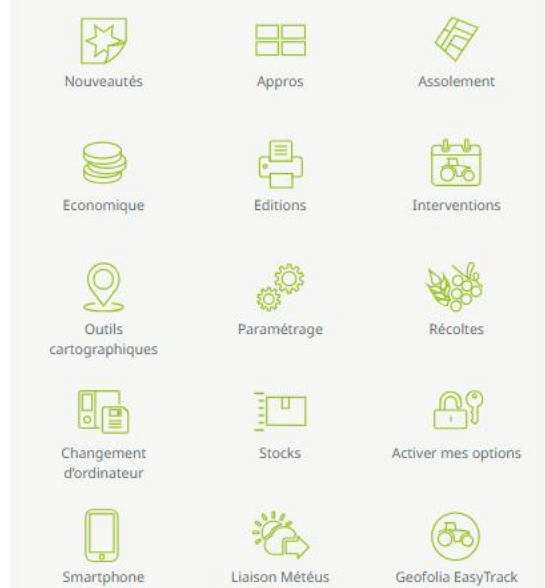 Nouveautés
Appros
Assolement
Economique
Editions
Interventions
Outils
cartographiques
Paramétrage
Récoltes
Changement
d'ordinateur
Stocks
Activer mes options
Smartphone
Liaison Météus
Geofolia EasyTrack